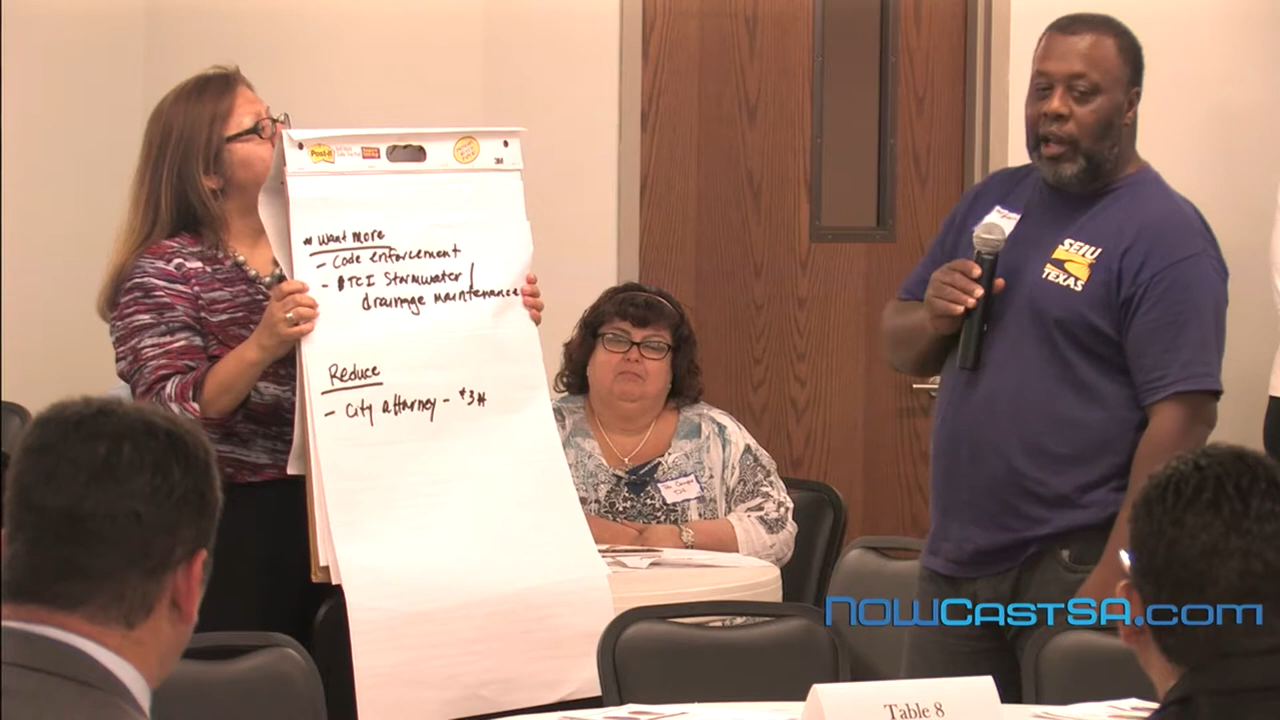 Post-it
3M
* Want more
- Code enforcement
- TCI Stormwater /
drainage maintenance
Reduce
- City attorney -
SEIU
TEXAS
NOWCastSA.com
Table 8